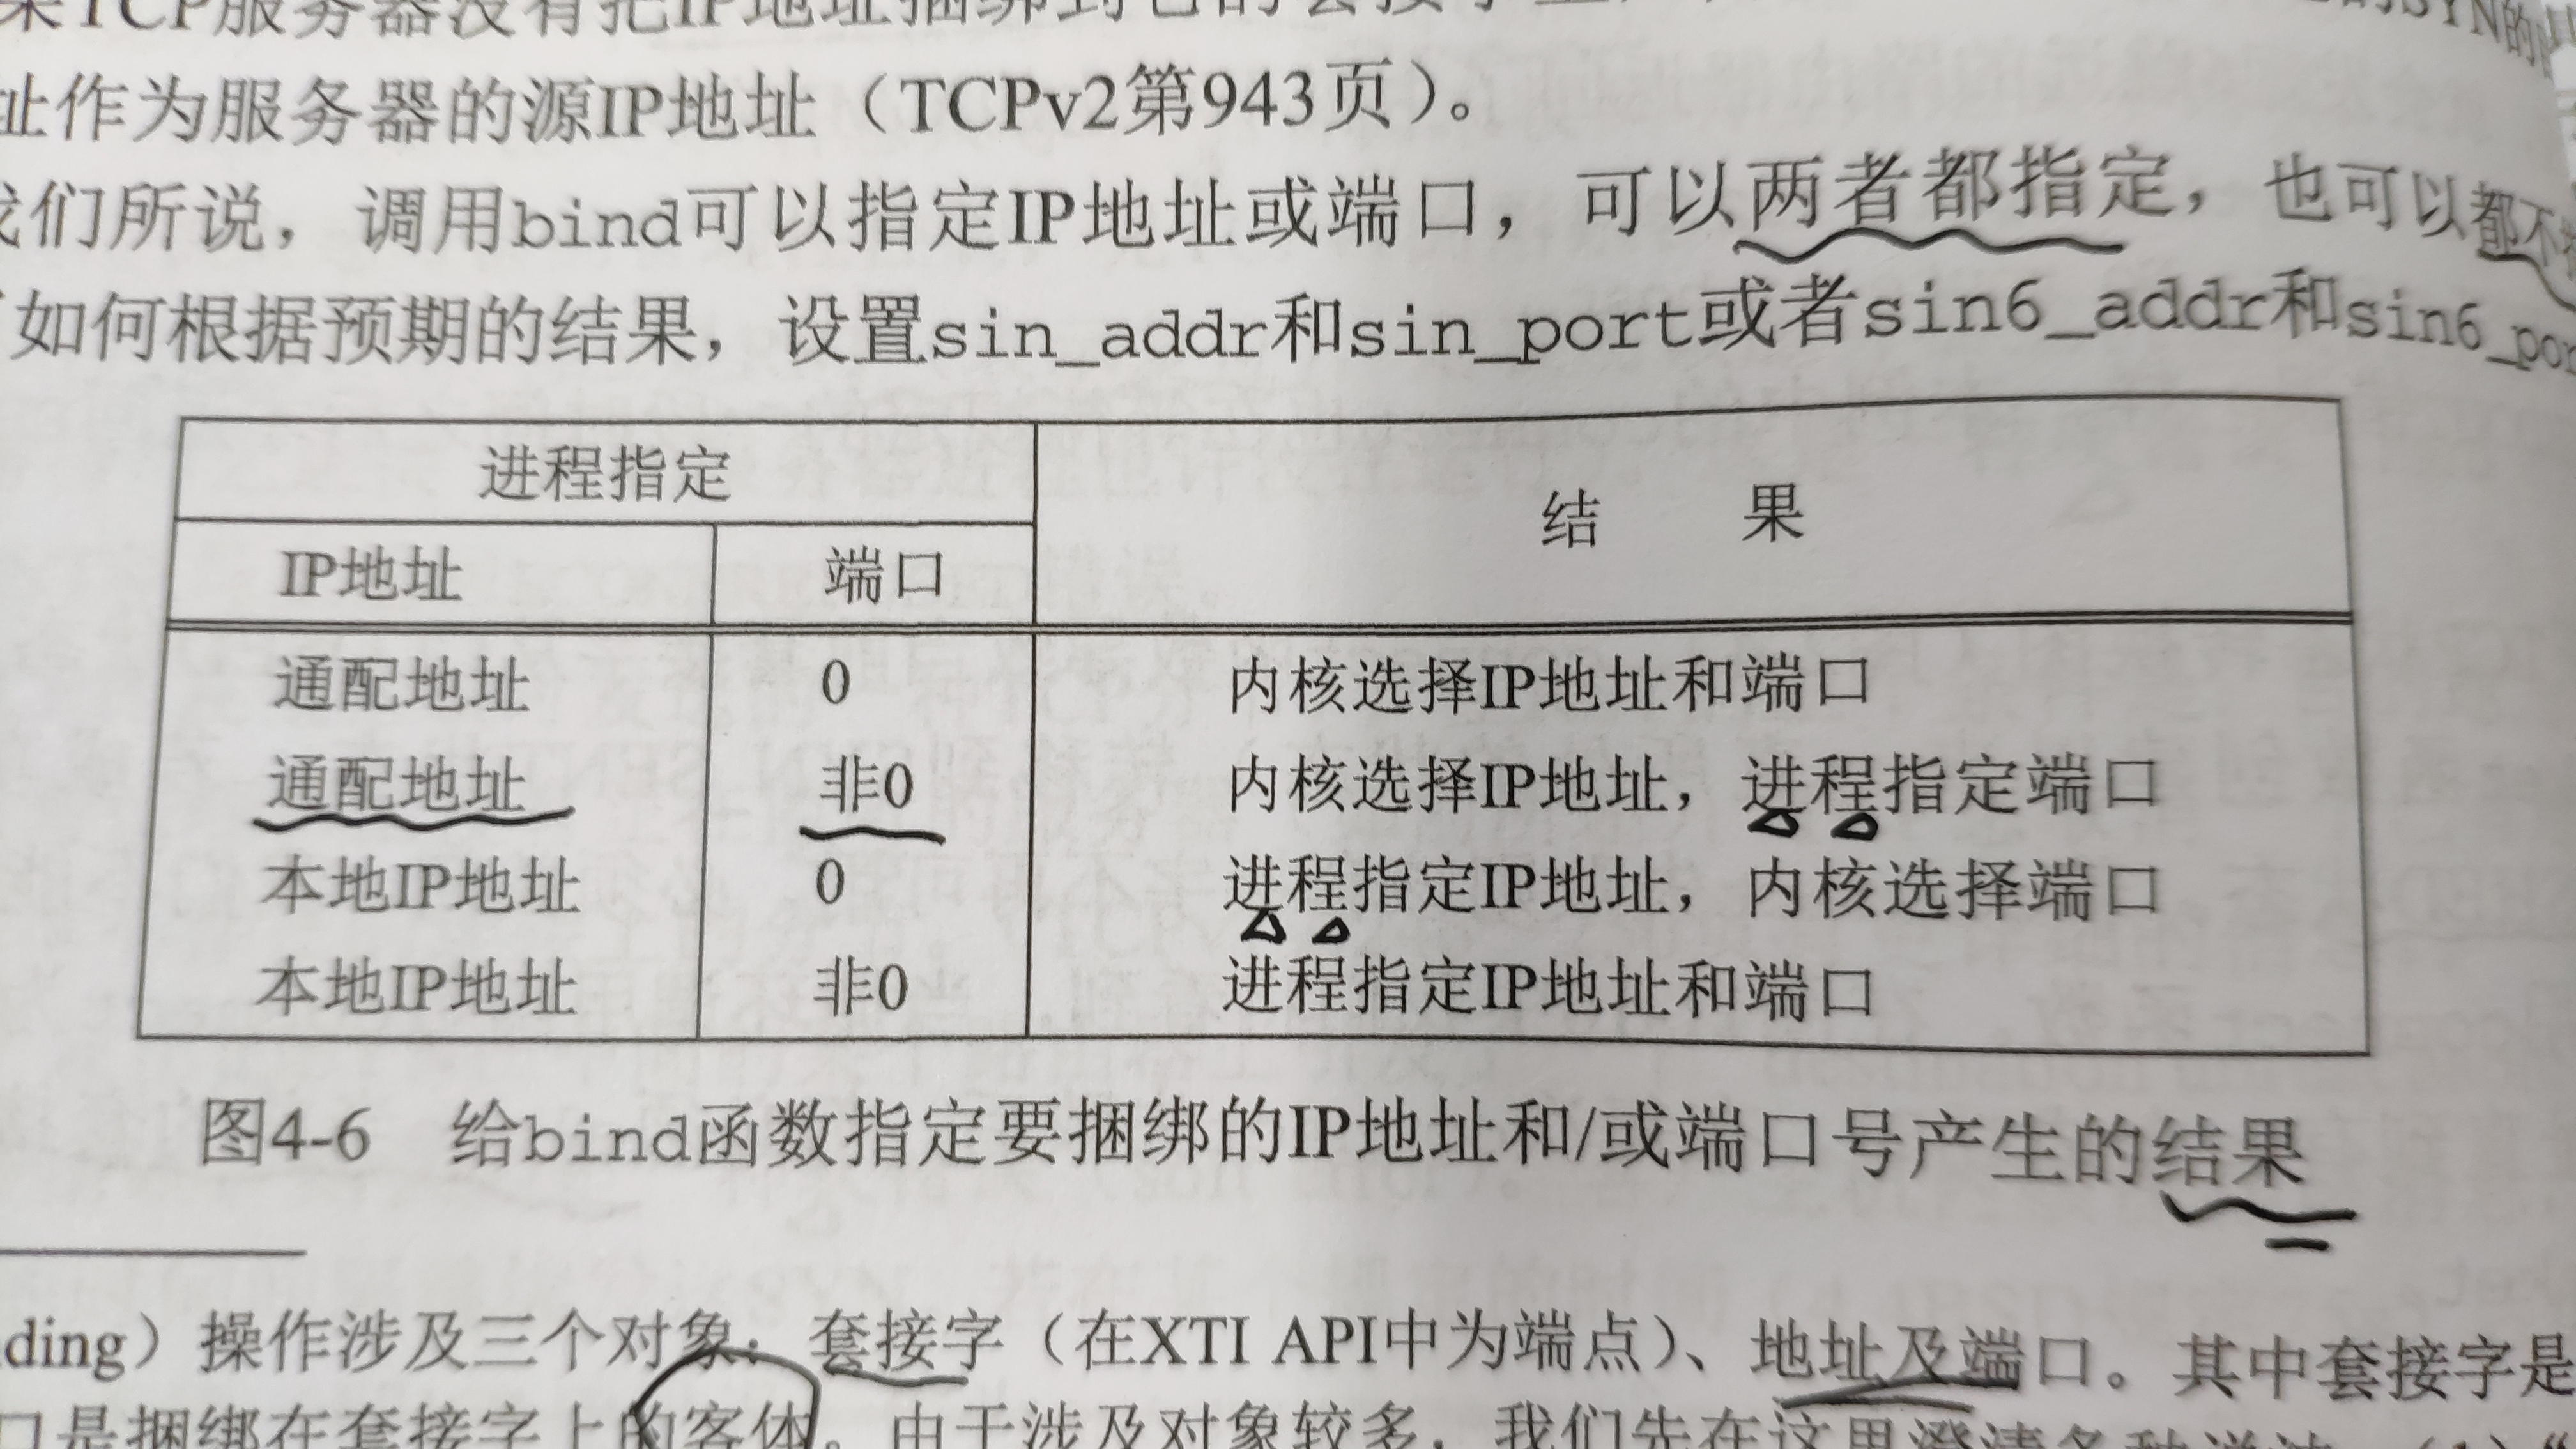 果TCP服务器没有把IP地址捆绑到它的套接字上
址作为服务器的源IP地址（TCPv2第943页）。
我们所说，调用bind可以指定IP地址或端口，可以两者都指定，也可以都不
如何根据预期的结果，设置sin_addr和sin_port或者sin6_addr和sin6_por
进程指定
结 果
IP地址 端口
通配地址 0 内核选择IP地址和端口
通配地址 非0 内核选择IP地址，进程指定端口
本地IP地址 0 进程指定IP地址，内核选择端口
本地IP地址 非0 进程指定IP地址和端口
图4-6 给bind函数指定要捆绑的IP地址和/或端口号产生的结果
ding）操作涉及三个对象：套接字（在XTI API中为端点）、地址及端口。其中套接字是
口是捆绑在套接字上的客体。由于涉及对象较多，我们先在这里澄清各种说法